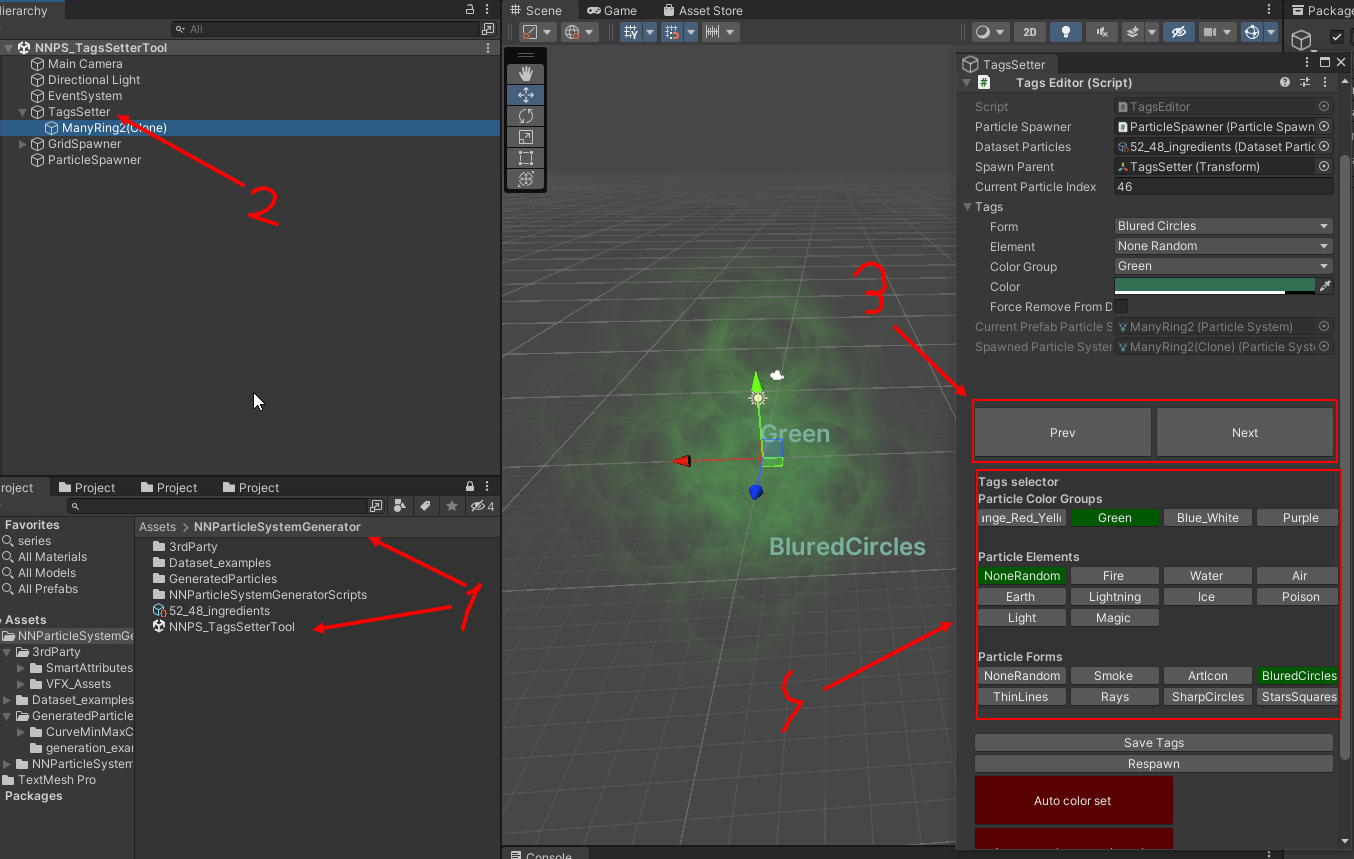 Hierarchy
All
NNPS_TagsSetterTool
Main Camera
Directional Light
EventSystem
TagsSetter
ManyRing2(Clone)
GridSpawner
ParticleSpawner
2
Scene
Game
Asset Store
2D
Green
BluredCircles
3
Package
TagsSetter
Tags Editor (Script)
Script
TagsEditor
Particle Spawner
ParticleSpawner (Particle Spawn
Dataset Particles
52_48_ingredients (Dataset Partic
Spawn Parent
TagsSetter (Transform)
Current Particle Index
46
Tags
Form
Blured Circles
Element
None Random
Color Group
Green
Color
Force Remove From D
Current Prefab Particle S
ManyRing2 (Particle System)
Spawned Particle System
ManyRing2(Clone) (Particle Syste
Prev
Next
Tags selector
Particle Color Groups
ange_Red_Yello
Green
Blue_White
Purple
Particle Elements
NoneRandom
Fire
Water
Air
Earth
Lightning
Ice
Poison
Light
Magic
Particle Forms
NoneRandom
Smoke
ArtIcon
BluredCircles
ThinLines
Rays
SharpCircles
StarsSquares
Save Tags
Respawn
Auto color set
roject
Project
Project
Project
4
Favorites
series
All Materials
All Models
All Prefabs
Assets
NNParticleSystemGe
3rdParty
SmartAttributes
VFX_Assets
Dataset_examples
GeneratedParticle
CurveMinMaxC
generation_exa
NNParticleSystem
TextMesh Pro
Packages
Assets > NNParticleSystemGenerator
3rdParty
Dataset_examples
GeneratedParticles
NNParticleSystemGeneratorScripts
52_48_ingredients
NNPS_TagsSetterTool
1
Console